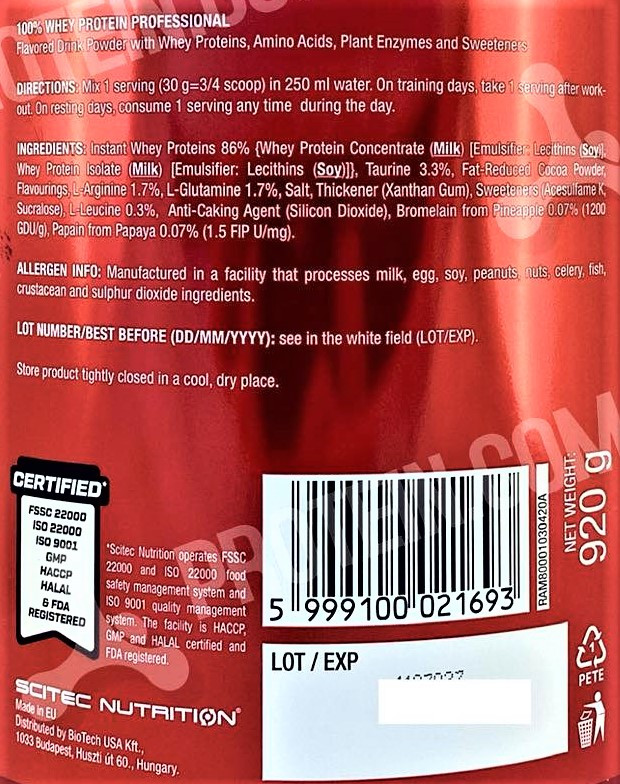 100% WHEY PROTEIN PROFESSIONAL
Flavored Drink Powder with Whey Proteins, Amino Acids, Plant Enzymes and Sweeteners
DIRECTIONS: Mix 1 serving (30 g=3/4 scoop) in 250 ml water. On training days, take 1 serving after work-
out. On resting days, consume 1 serving any time during the day.
INGREDIENTS: Instant Whey Proteins 86% {Whey Protein Concentrate (Milk) [Emulsifier: Lecithins (Soy)],
Whey Protein Isolate (Milk) [Emulsifier: Lecithins (Soy)]}, Taurine 3.3%, Fat-Reduced Cocoa Powder,
Flavourings, L-Arginine 1.7%, L-Glutamine 1.7%, Salt, Thickener (Xanthan Gum), Sweeteners (Acesulfame K,
Sucralose), L-Leucine 0.3%, Anti-Caking Agent (Silicon Dioxide), Bromelain from Pineapple 0.07% (1200
GDU/g), Papain from Papaya 0.07% (1.5 FIP U/mg).
ALLERGEN INFO: Manufactured in a facility that processes milk, egg, soy, peanuts, nuts, celery, fish,
crustacean and sulphur dioxide ingredients.
LOT NUMBER/BEST BEFORE (DD/MM/YYYY): see in the white field (LOT/EXP).
Store product tightly closed in a cool, dry place.
CERTIFIED*
FSSC 22000
ISO 22000
ISO 9001
GMP
HACCP
HALAL
& FDA
REGISTERED
*Scitec Nutrition operates FSSC
22000 and ISO 22000 food
safety management system and
ISO 9001 quality management
system. The facility is HACCP,
GMP and HALAL certified and
FDA registered.
SCITEC NUTRITION®
Made in EU
Distributed by BioTech USA Kft.,
1033 Budapest, Huszti út 60., Hungary.
5 999100 021693
RAM80001030420A
NET WEIGHT:
920 g
LOT / EXP
PETE
PROTEIN.COM